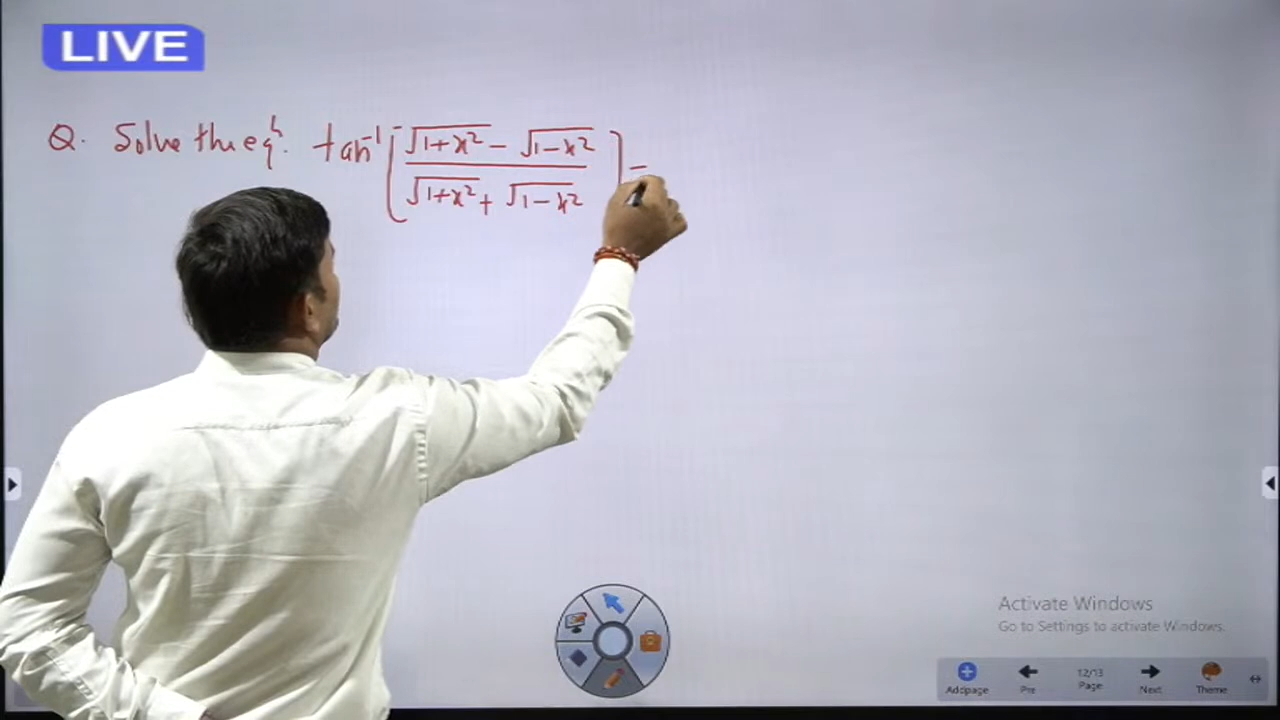 LIVE
Q. Solve the eqⁿ. tan⁻¹ [ (√1+x² − √1−x²) / (√1+x² + √1−x²) ] =
Activate Windows
Go to Settings to activate Windows.
Addpage Pre 12/13 Page Next Theme